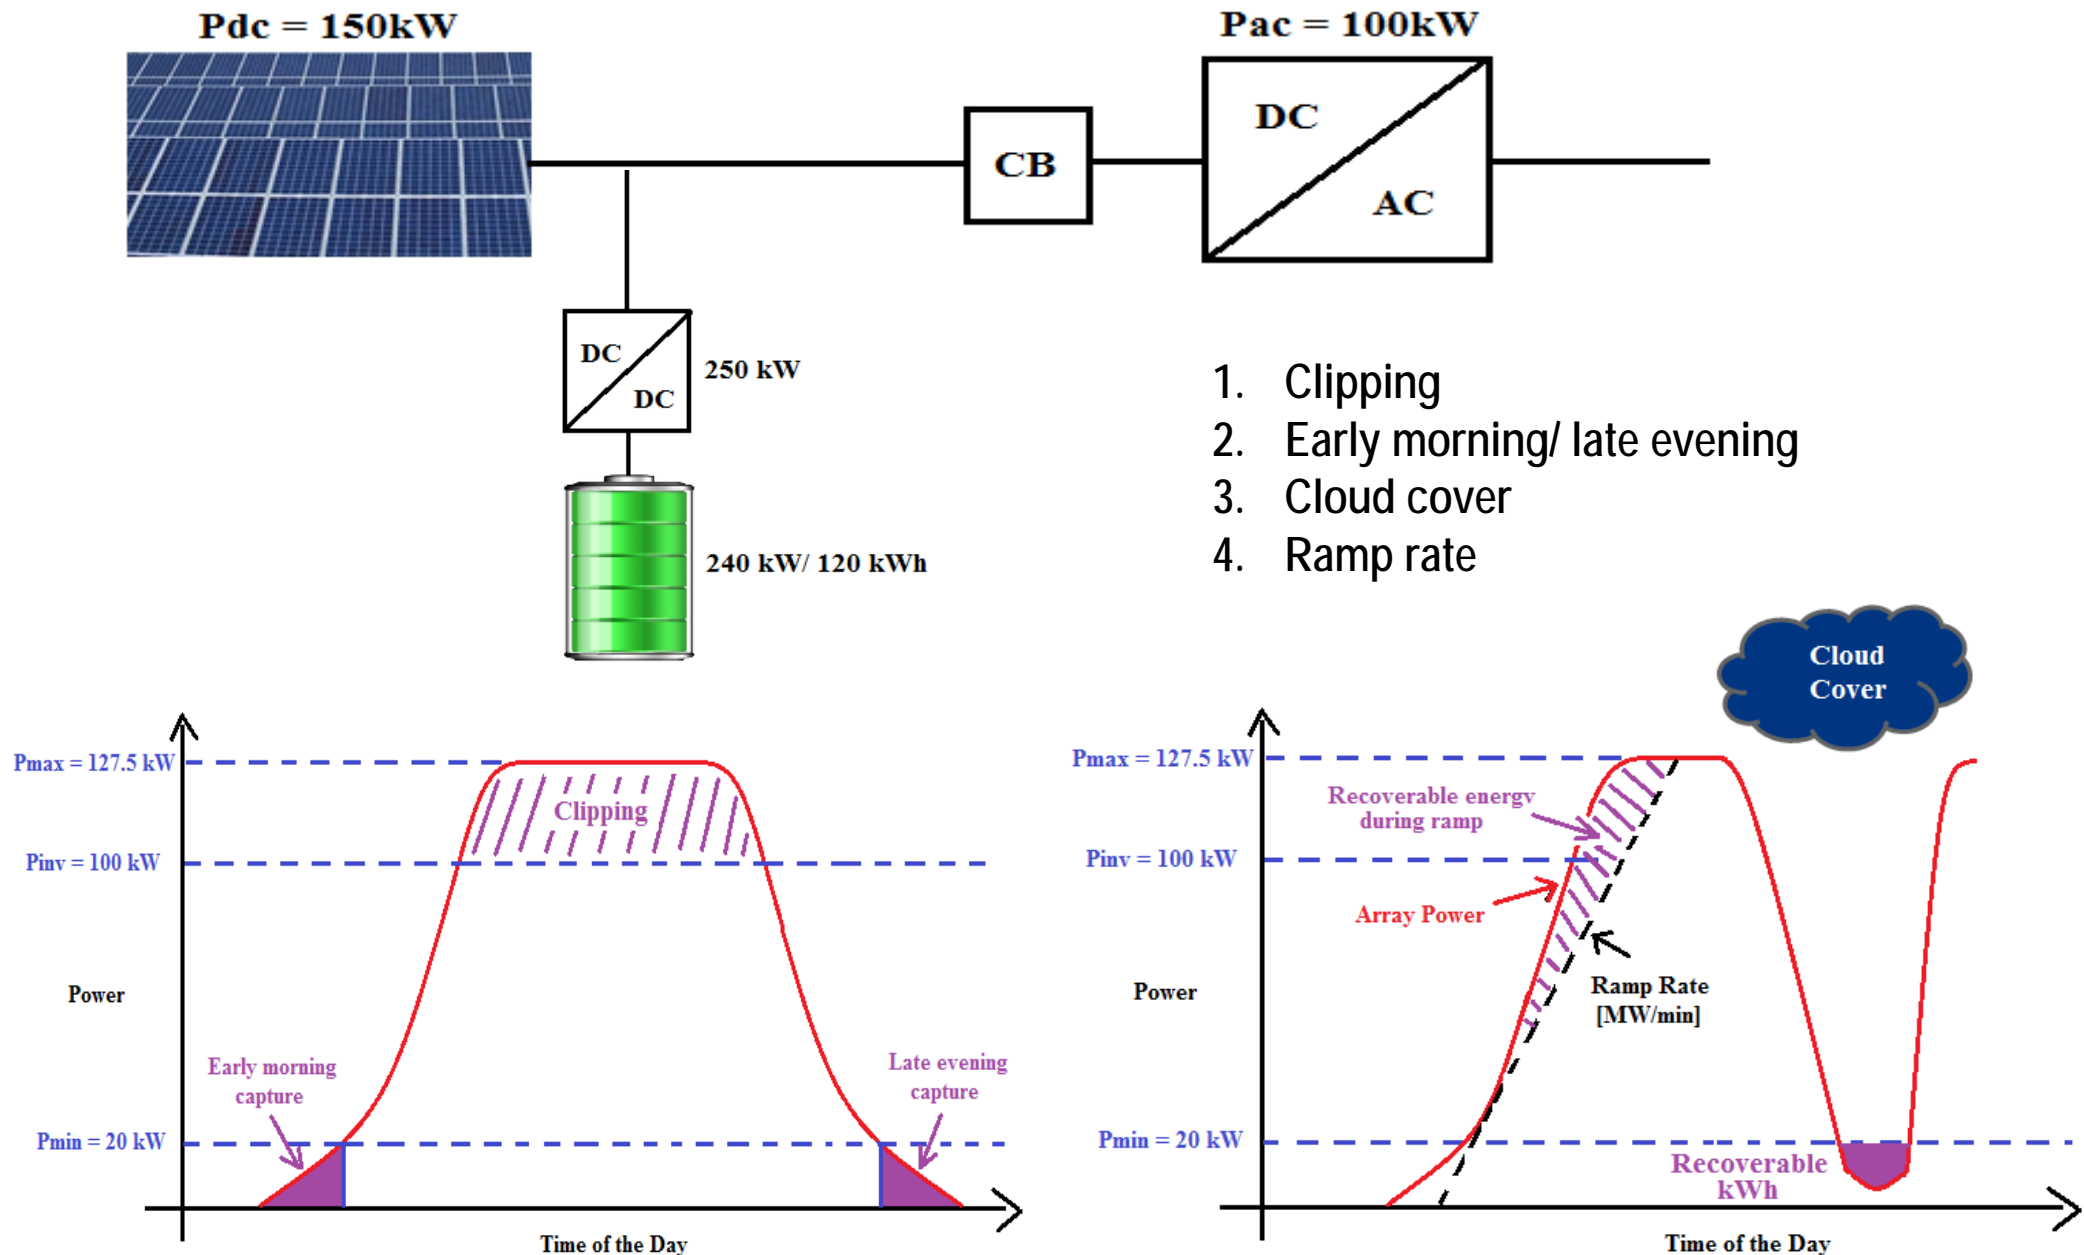 Pdc = 150kW
Pac = 100kW
DC
AC
CB
DC
DC
250 kW
240 kW/ 120 kWh
1. Clipping
2. Early morning/ late evening
3. Cloud cover
4. Ramp rate
Pmax = 127.5 kW
Clipping
Pinv = 100 kW
Power
Early morning
capture
Late evening
capture
Pmin = 20 kW
Time of the Day
Cloud
Cover
Pmax = 127.5 kW
Recoverable energy
during ramp
Pinv = 100 kW
Array Power
Ramp Rate
[MW/min]
Power
Pmin = 20 kW
Recoverable
kWh
Time of the Day